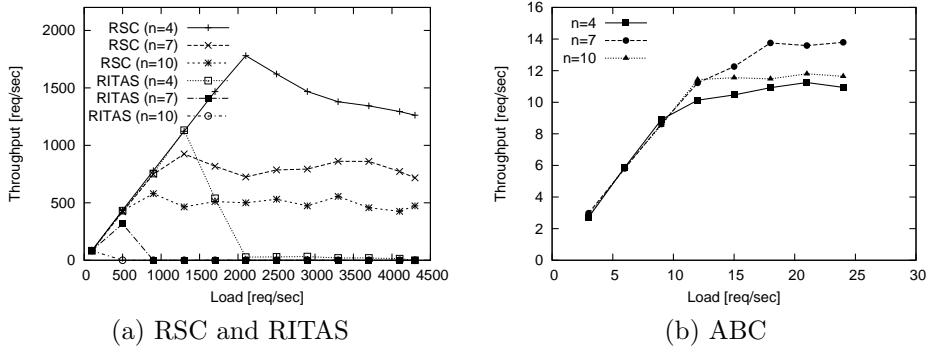 2000
1500
1000
500
0
Throughput [req/sec]
RSC (n=4)
RSC (n=7)
RSC (n=10)
RITAS (n=4)
RITAS (n=7)
RITAS (n=10)
0 500 1000 1500 2000 2500 3000 3500 4000 4500
Load [req/sec]
(a) RSC and RITAS
16
14
12
10
8
6
4
2
0
Throughput [req/sec]
n=4
n=7
n=10
0 5 10 15 20 25 30
Load [req/sec]
(b) ABC